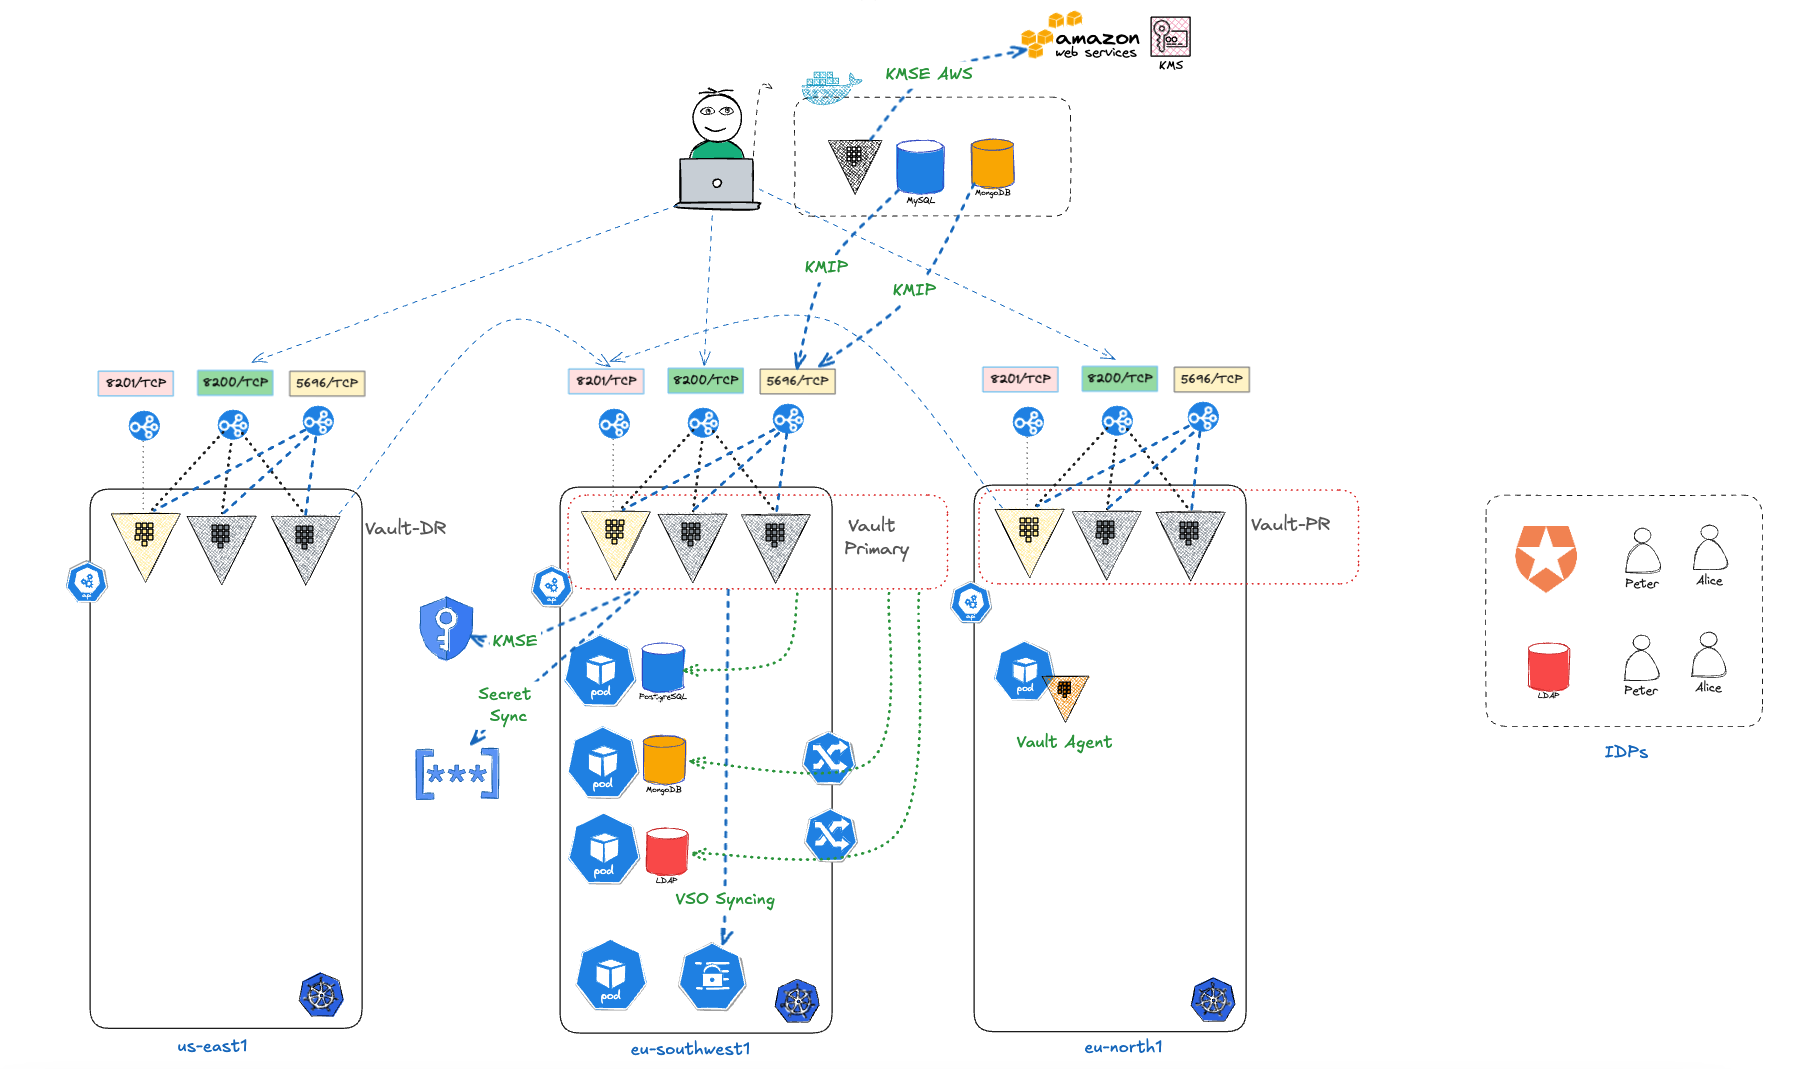 amazon
web services
KMS
KMSE AWS
MySQL
MongoDB
KMIP
KMIP
8201/TCP
8200/TCP
5696/TCP
8201/TCP
8200/TCP
5696/TCP
8201/TCP
8200/TCP
5696/TCP
Vault-DR
Vault
Primary
Vault-PR
api
api
api
KMSE
Secret
Sync
[***]
pod
PostgreSQL
pod
MongoDB
pod
LDAP
VSO Syncing
pod
pod
Vault Agent
Peter
Alice
LDAP
Peter
Alice
IDPs
us-east1
eu-southwest1
eu-north1